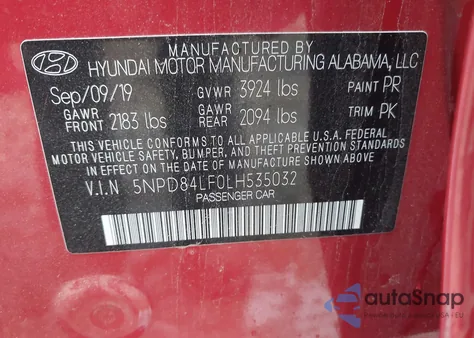 MANUFACTURED BY
HYUNDAI MOTOR MANUFACTURING ALABAMA, LLC
Sep/09/19 GVWR 3924 lbs PAINT PR
GAWR FRONT 2183 lbs GAWR REAR 2094 lbs TRIM PK
THIS VEHICLE CONFORMS TO ALL APPLICABLE U.S.A. FEDERAL
MOTOR VEHICLE SAFETY, BUMPER, AND THEFT PREVENTION STANDARDS
IN EFFECT ON THE DATE OF MANUFACTURE SHOWN ABOVE.
V.I.N 5NPD84LF0LH535032
PASSENGER CAR
autoSnap